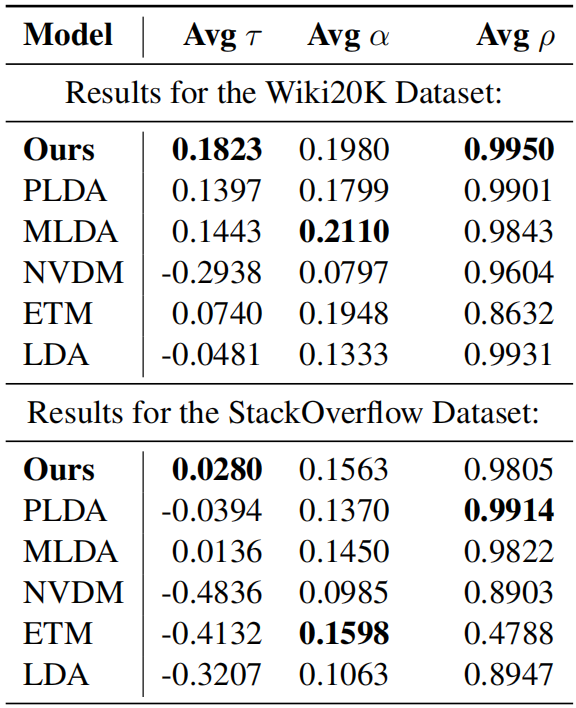 Model Avg τ Avg α Avg ρ
Results for the Wiki20K Dataset:
Ours 0.1823 0.1980 0.9950
PLDA 0.1397 0.1799 0.9901
MLDA 0.1443 0.2110 0.9843
NVDM -0.2938 0.0797 0.9604
ETM 0.0740 0.1948 0.8632
LDA -0.0481 0.1333 0.9931
Results for the StackOverflow Dataset:
Ours 0.0280 0.1563 0.9805
PLDA -0.0394 0.1370 0.9914
MLDA 0.0136 0.1450 0.9822
NVDM -0.4836 0.0985 0.8903
ETM -0.4132 0.1598 0.4788
LDA -0.3207 0.1063 0.8947